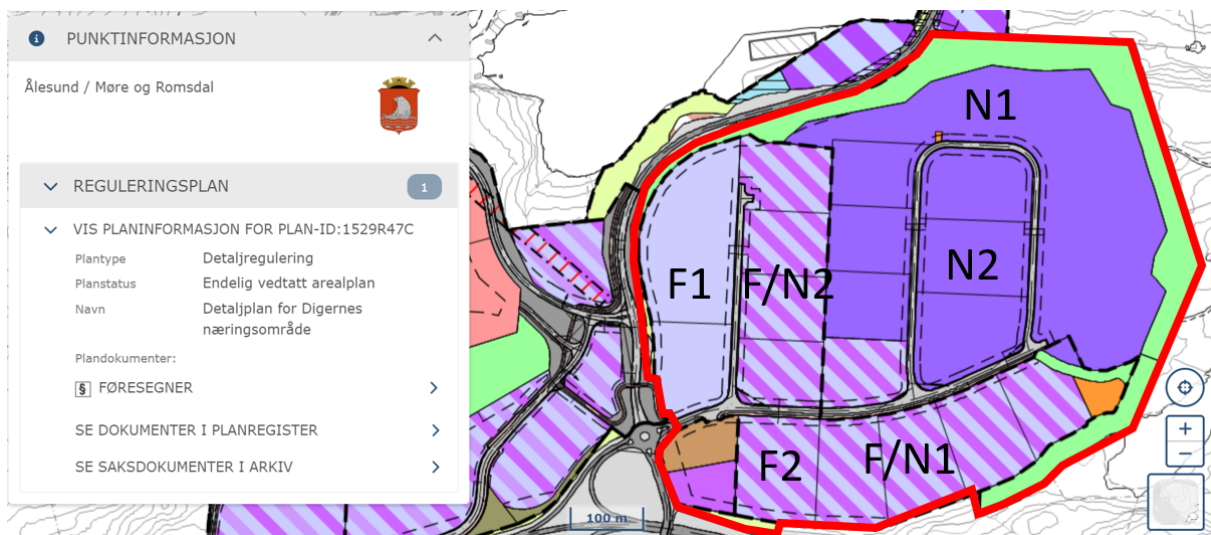 PUNKTINFORMASJON
Ålesund / Møre og Romsdal
REGULERINGSPLAN
1
VIS PLANINFORMASJON FOR PLAN-ID:1529R47C
Plantype Detaljregulering
Planstatus Endelig vedtatt arealplan
Navn Detaljplan for Digernes
næringsområde
Plandokumenter:
§ FØRESEGNER
SE DOKUMENTER I PLANREGISTER
SE SAKSDOKUMENTER I ARKIV
N1
N2
F1
F/N2
F2
F/N1
100 m
+
−